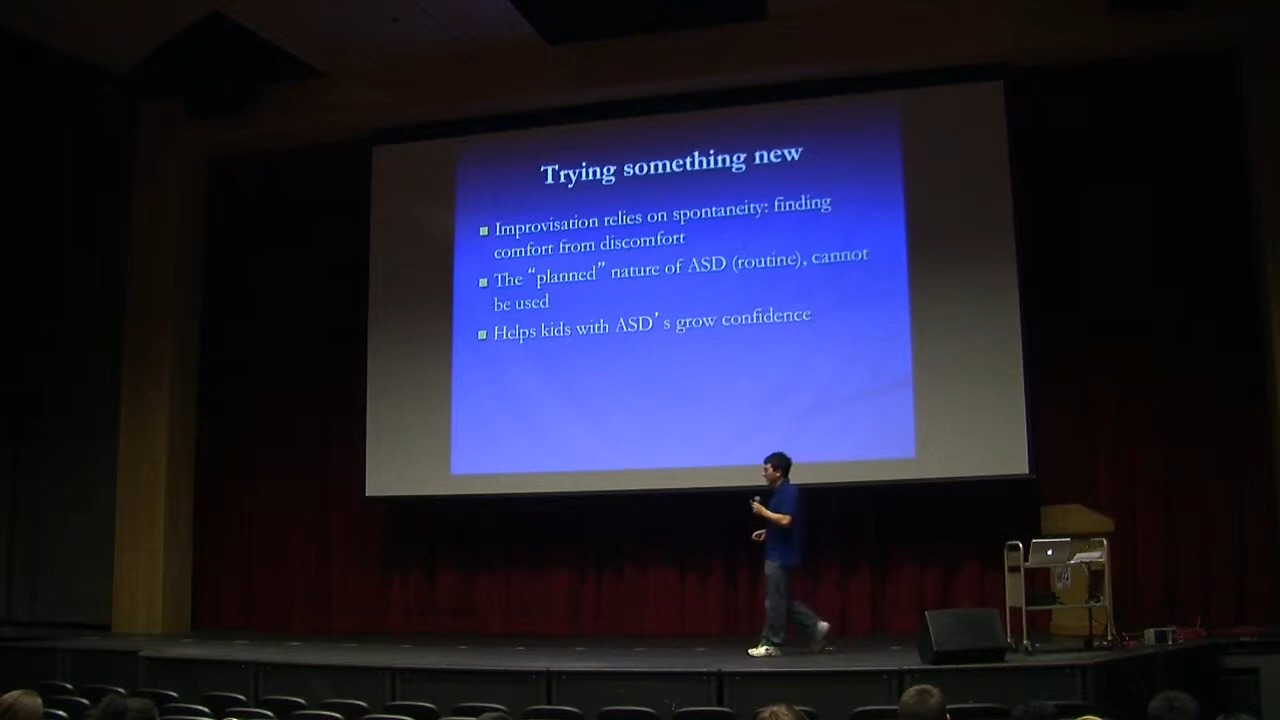 Trying something new
Improvisation relies on spontaneity: finding
comfort from discomfort
The “planned” nature of ASD (routine), cannot
be used
Helps kids with ASD’s grow confidence